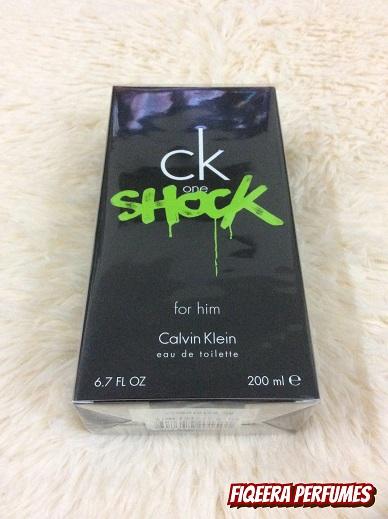 ck
one
SHOCK
for him
Calvin Klein
eau de toilette
6.7 FL OZ 200 ml ℮
FIQEERA PERFUMES